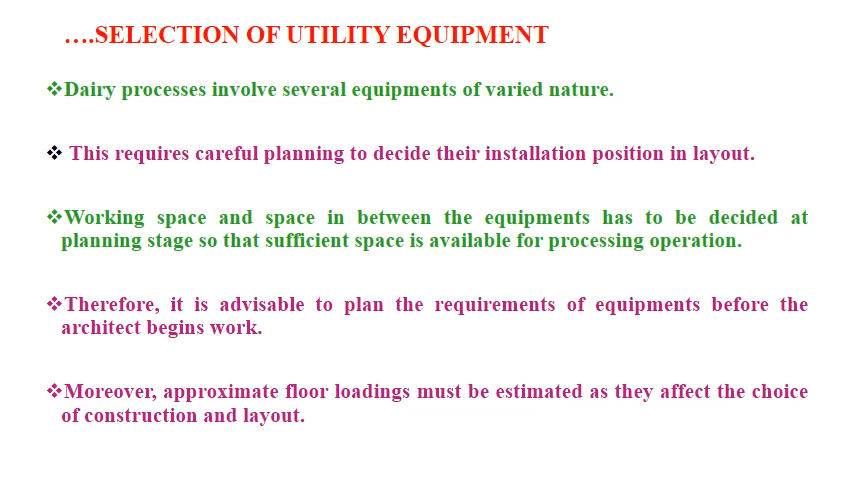 ….SELECTION OF UTILITY EQUIPMENT
❖Dairy processes involve several equipments of varied nature.
❖ This requires careful planning to decide their installation position in layout.
❖Working space and space in between the equipments has to be decided at
planning stage so that sufficient space is available for processing operation.
❖Therefore, it is advisable to plan the requirements of equipments before the
architect begins work.
❖Moreover, approximate floor loadings must be estimated as they affect the choice
of construction and layout.